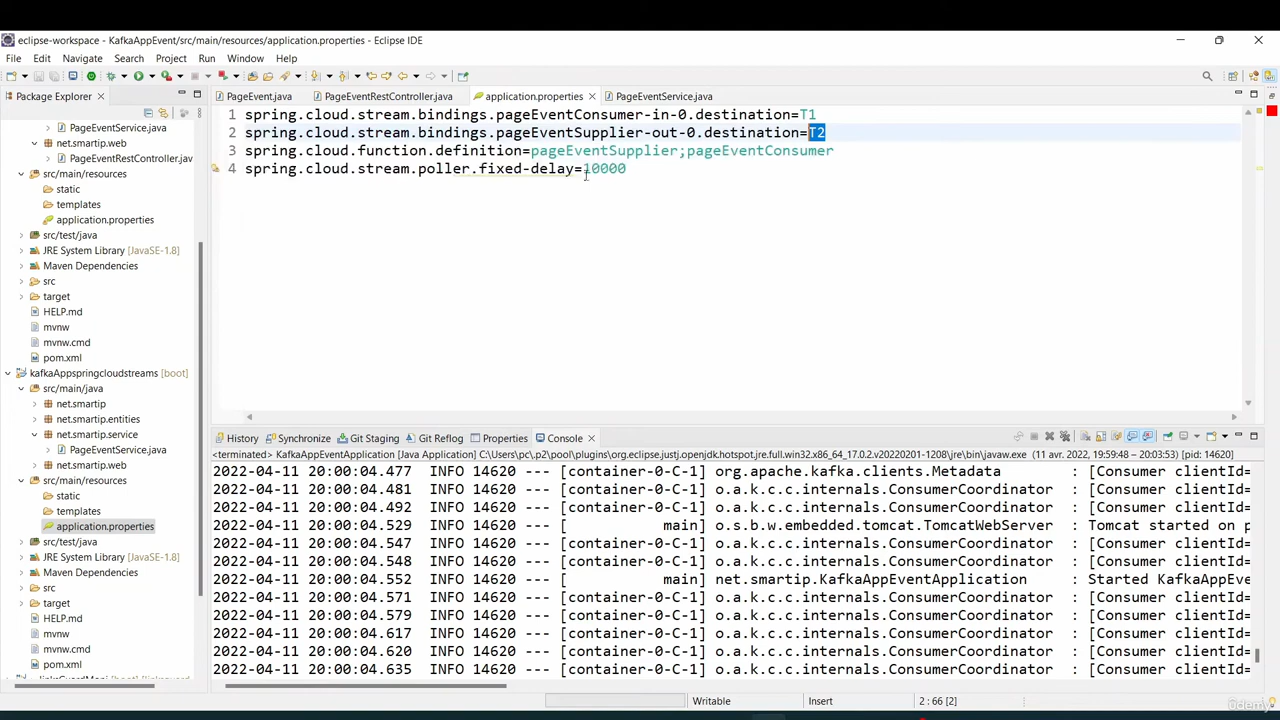 eclipse-workspace - KafkaAppEvent/src/main/resources/application.properties - Eclipse IDE
File Edit Navigate Search Project Run Window Help
Package Explorer
PageEvent.java PageEventRestController.java application.properties PageEventService.java
PageEventService.java
net.smartip.web
PageEventRestController.jav
src/main/resources
static
templates
application.properties
src/test/java
JRE System Library [JavaSE-1.8]
Maven Dependencies
src
target
HELP.md
mvnw
mvnw.cmd
pom.xml
kafkaAppspringcloudstreams [boot]
src/main/java
net.smartip
net.smartip.entities
net.smartip.service
PageEventService.java
net.smartip.web
src/main/resources
static
templates
application.properties
src/test/java
JRE System Library [JavaSE-1.8]
Maven Dependencies
src
target
HELP.md
mvnw
mvnw.cmd
pom.xml
1 spring.cloud.stream.bindings.pageEventConsumer-in-0.destination=T1
2 spring.cloud.stream.bindings.pageEventSupplier-out-0.destination=T2
3 spring.cloud.function.definition=pageEventSupplier;pageEventConsumer
4 spring.cloud.stream.poller.fixed-delay=10000
History Synchronize Git Staging Git Reflog Properties Console
<terminated> KafkaAppEventApplication [Java Application] C:\Users\pc\.p2\pool\plugins\org.eclipse.justj.openjdk.hotspot.jre.full.win32.x86_64_17.0.2.v20220201-1208\jre\bin\javaw.exe (11 avr. 2022, 19:59:48 - 20:03:53) [pid: 14620]
2022-04-11 20:00:04.477 INFO 14620 --- [container-0-C-1] org.apache.kafka.clients.Metadata : [Consumer clientId=
2022-04-11 20:00:04.481 INFO 14620 --- [container-0-C-1] o.a.k.c.c.internals.ConsumerCoordinator : [Consumer clientId=
2022-04-11 20:00:04.492 INFO 14620 --- [container-0-C-1] o.a.k.c.c.internals.ConsumerCoordinator : [Consumer clientId=
2022-04-11 20:00:04.529 INFO 14620 --- [ main] o.s.b.w.embedded.tomcat.TomcatWebServer : Tomcat started on p
2022-04-11 20:00:04.547 INFO 14620 --- [container-0-C-1] o.a.k.c.c.internals.ConsumerCoordinator : [Consumer clientId=
2022-04-11 20:00:04.548 INFO 14620 --- [container-0-C-1] o.a.k.c.c.internals.ConsumerCoordinator : [Consumer clientId=
2022-04-11 20:00:04.552 INFO 14620 --- [ main] net.smartip.KafkaAppEventApplication : Started KafkaAppEve
2022-04-11 20:00:04.571 INFO 14620 --- [container-0-C-1] o.a.k.c.c.internals.ConsumerCoordinator : [Consumer clientId=
2022-04-11 20:00:04.579 INFO 14620 --- [container-0-C-1] o.a.k.c.c.internals.ConsumerCoordinator : [Consumer clientId=
2022-04-11 20:00:04.617 INFO 14620 --- [container-0-C-1] o.a.k.c.c.internals.ConsumerCoordinator : [Consumer clientId=
2022-04-11 20:00:04.620 INFO 14620 --- [container-0-C-1] o.a.k.c.c.internals.ConsumerCoordinator : [Consumer clientId=
2022-04-11 20:00:04.635 INFO 14620 --- [container-0-C-1] o.a.k.c.c.internals.ConsumerCoordinator : [Consumer clientId=
Writable Insert 2 : 66 [2]
Udemy